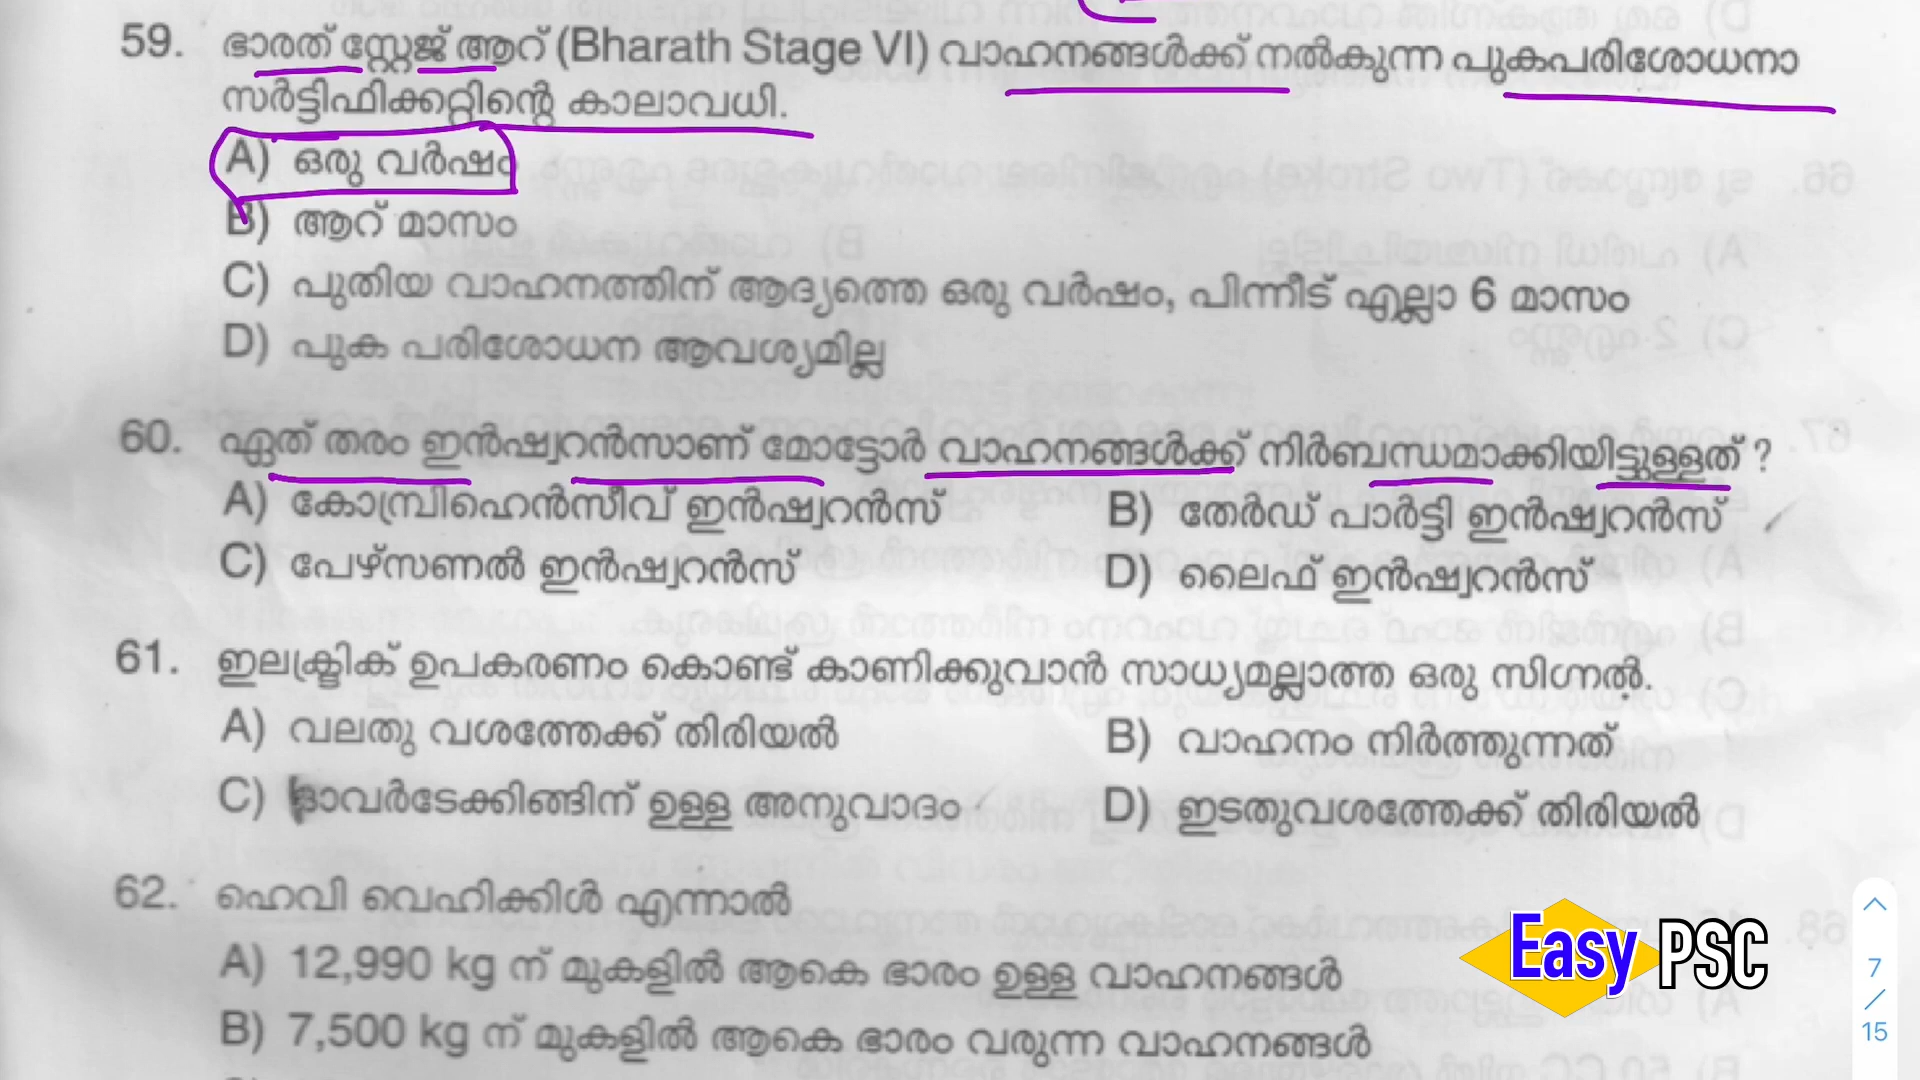 59. ഭാരത് സ്റ്റേജ് ആറ് (Bharath Stage VI) വാഹനങ്ങൾക്ക് നൽകുന്ന പുകപരിശോധനാ
സർട്ടിഫിക്കറ്റിന്റെ കാലാവധി.
A) ഒരു വർഷം
B) ആറ് മാസം
C) പുതിയ വാഹനത്തിന് ആദ്യത്തെ ഒരു വർഷം, പിന്നീട് എല്ലാ 6 മാസം
D) പുക പരിശോധന ആവശ്യമില്ല
60. ഏത് തരം ഇൻഷ്വറൻസാണ് മോട്ടോർ വാഹനങ്ങൾക്ക് നിർബന്ധമാക്കിയിട്ടുള്ളത് ?
A) കോമ്പ്രിഹെൻസീവ് ഇൻഷ്വറൻസ് B) തേർഡ് പാർട്ടി ഇൻഷ്വറൻസ്
C) പേഴ്സണൽ ഇൻഷ്വറൻസ് D) ലൈഫ് ഇൻഷ്വറൻസ്
61. ഇലക്ട്രിക് ഉപകരണം കൊണ്ട് കാണിക്കുവാൻ സാധ്യമല്ലാത്ത ഒരു സിഗ്നൽ.
A) വലതു വശത്തേക്ക് തിരിയൽ B) വാഹനം നിർത്തുന്നത്
C) ഓവർടേക്കിങ്ങിന് ഉള്ള അനുവാദം D) ഇടതുവശത്തേക്ക് തിരിയൽ
62. ഹെവി വെഹിക്കിൾ എന്നാൽ
A) 12,990 kg ന് മുകളിൽ ആകെ ഭാരം ഉള്ള വാഹനങ്ങൾ
B) 7,500 kg ന് മുകളിൽ ആകെ ഭാരം വരുന്ന വാഹനങ്ങൾ
Easy PSC
7
/
15